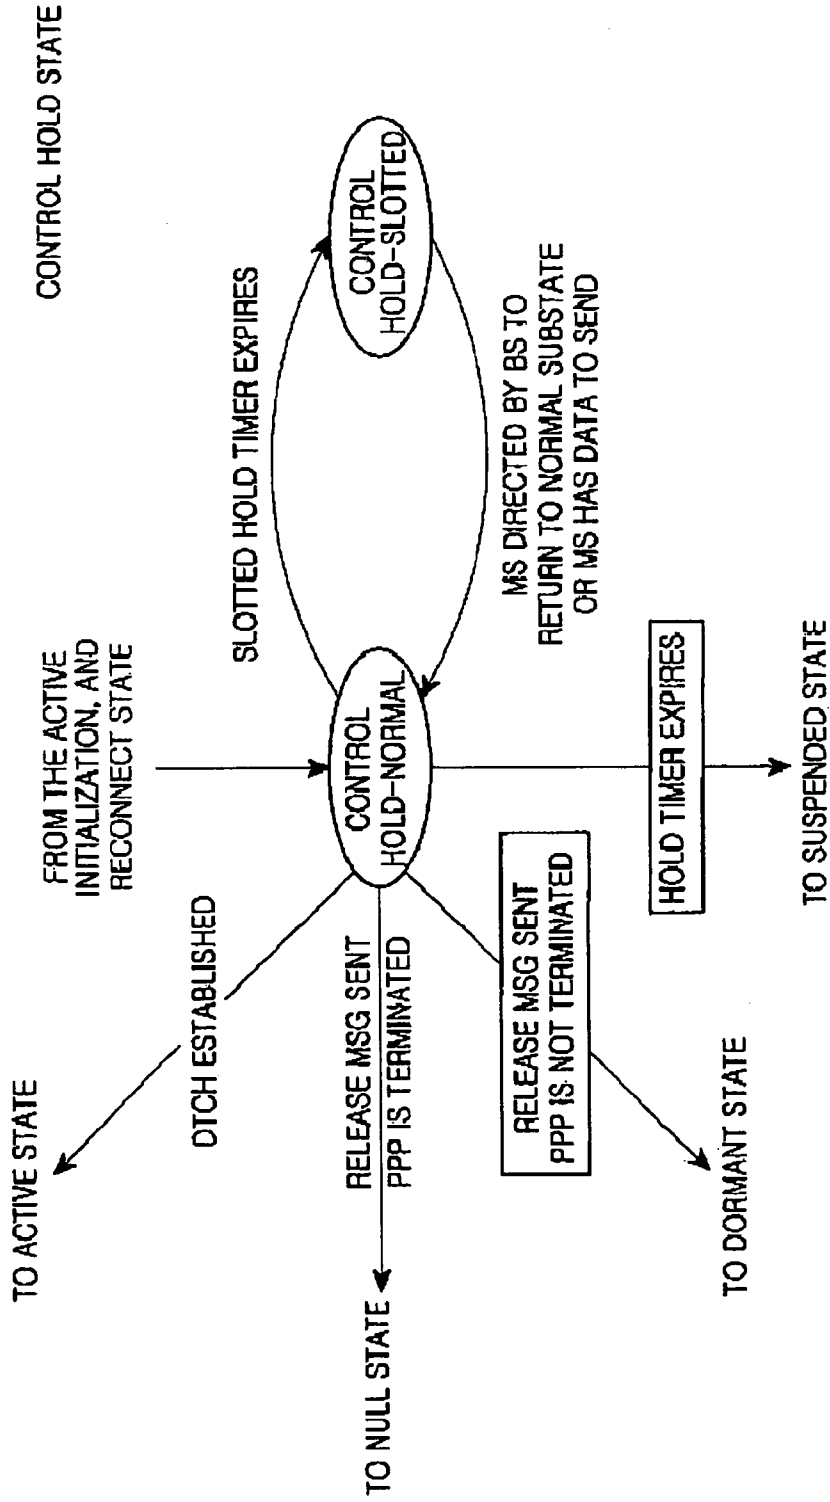 CONTROL HOLD STATE
FROM THE ACTIVE
INITIALIZATION, AND
RECONNECT STATE
TO ACTIVE STATE
DTCH ESTABLISHED
SLOTTED HOLD TIMER EXPIRES
CONTROL
HOLD-NORMAL
CONTROL
HOLD-SLOTTED
TO NULL STATE
RELEASE MSG SENT
PPP IS TERMINATED
MS DIRECTED BY BS TO
RETURN TO NORMAL SUBSTATE
OR MS HAS DATA TO SEND
RELEASE MSG SENT
PPP IS NOT TERMINATED
HOLD TIMER EXPIRES
TO DORMANT STATE
TO SUSPENDED STATE